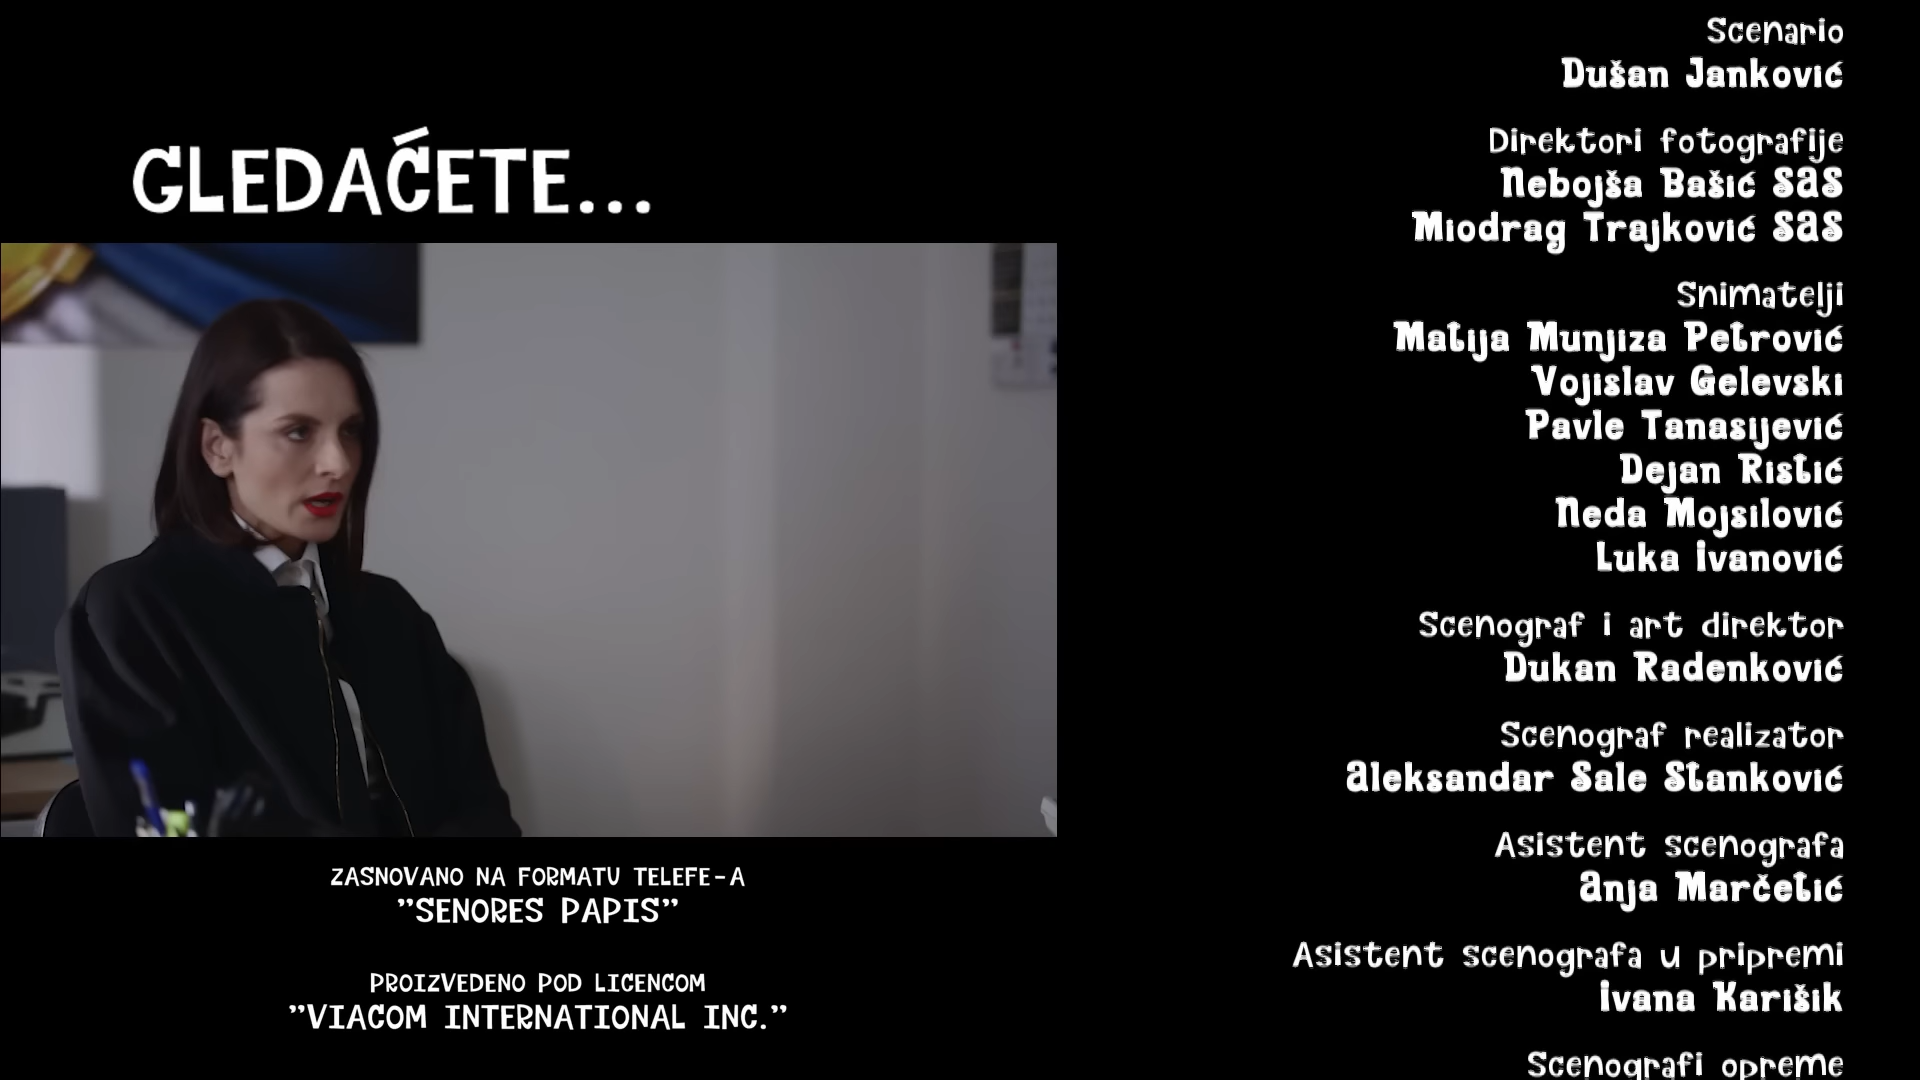 GLEDAĆETE...
ZASNOVANO NA FORMATU TELEFE-A
"SENORES PAPIS"
PROIZVEDENO POD LICENCOM
"VIACOM INTERNATIONAL INC."
Scenario
Dušan Janković
Direktori fotografije
Nebojša Bašić SAS
Miodrag Trajković SAS
Snimatelji
Matija Munjiza Petrović
Vojislav Gelevski
Pavle Tanasijević
Dejan Ristić
Neda Mojsilović
Luka Ivanović
Scenograf i art direktor
Dukan Radenković
Scenograf realizator
Aleksandar Sale Stanković
Asistent scenografa
Anja Marčetić
Asistent scenografa u pripremi
Ivana Karišik
Scenografi opreme